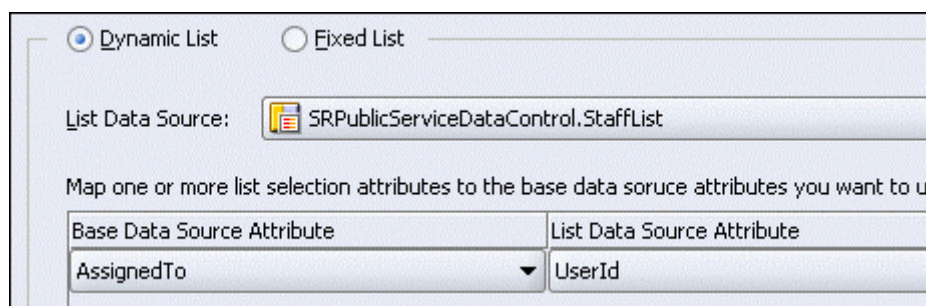 Dynamic List Fixed List
List Data Source: SRPublicServiceDataControl.StaffList
Map one or more list selection attributes to the base data soruce attributes you want to u
Base Data Source Attribute List Data Source Attribute
AssignedTo UserId